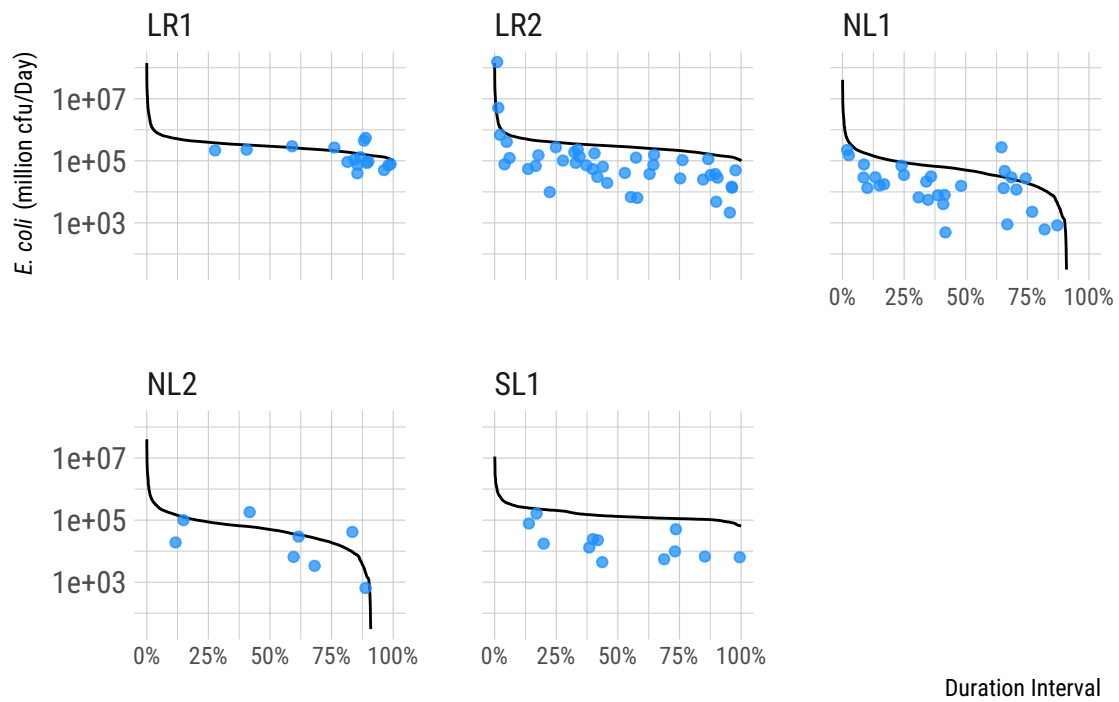 LR1
LR2
NL1
E. coli (million cfu/Day)
1e+07
1e+05
1e+03
0% 25% 50% 75% 100%
NL2
SL1
1e+07
1e+05
1e+03
0% 25% 50% 75% 100%
0% 25% 50% 75% 100%
Duration Interval